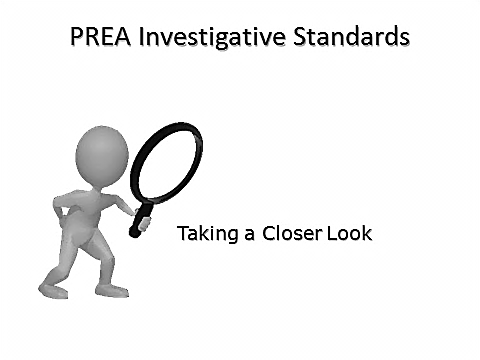 PREA Investigative Standards
Taking a Closer Look